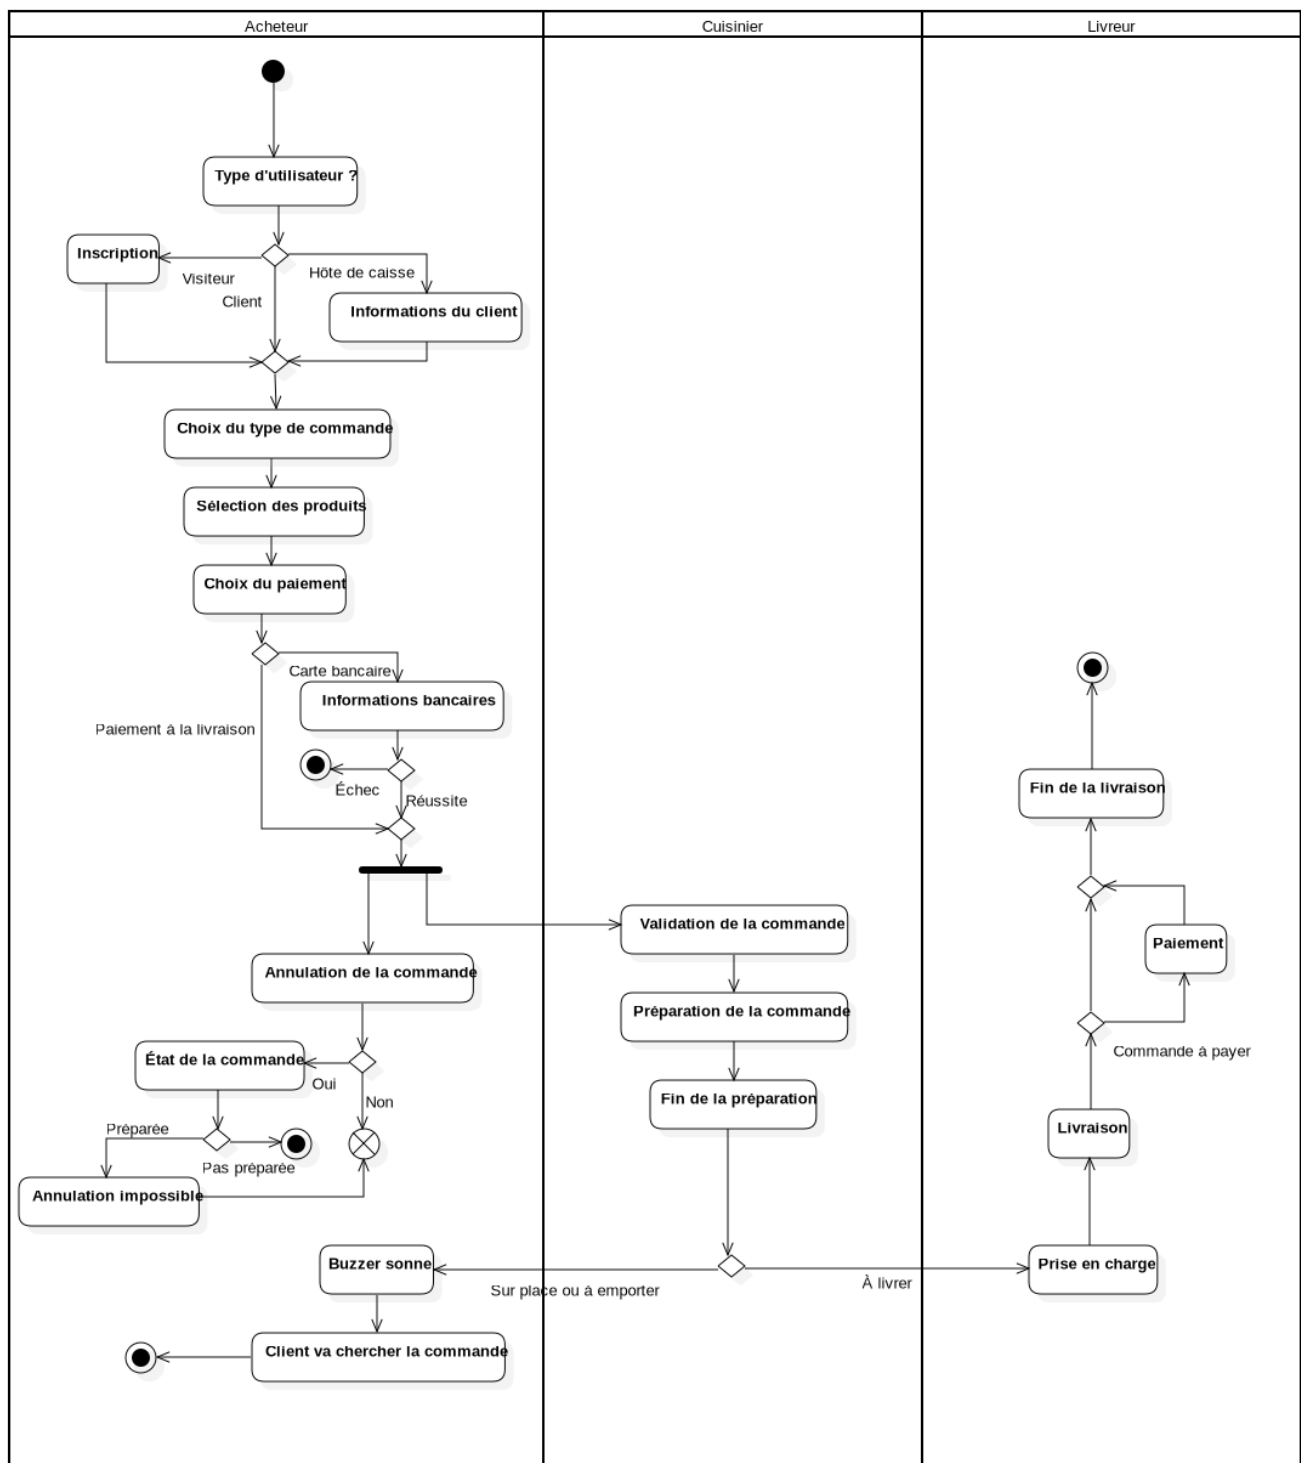 Acheteur
Cuisinier
Livreur
Type d'utilisateur ?
Inscription
Visiteur
Hôte de caisse
Client
Informations du client
Choix du type de commande
Sélection des produits
Choix du paiement
Carte bancaire
Informations bancaires
Paiement à la livraison
Échec
Réussite
Fin de la livraison
Validation de la commande
Paiement
Annulation de la commande
Préparation de la commande
Commande à payer
État de la commande
Oui
Non
Fin de la préparation
Livraison
Préparée
Pas préparée
Annulation impossible
Buzzer sonne
Sur place ou à emporter
À livrer
Prise en charge
Client va chercher la commande